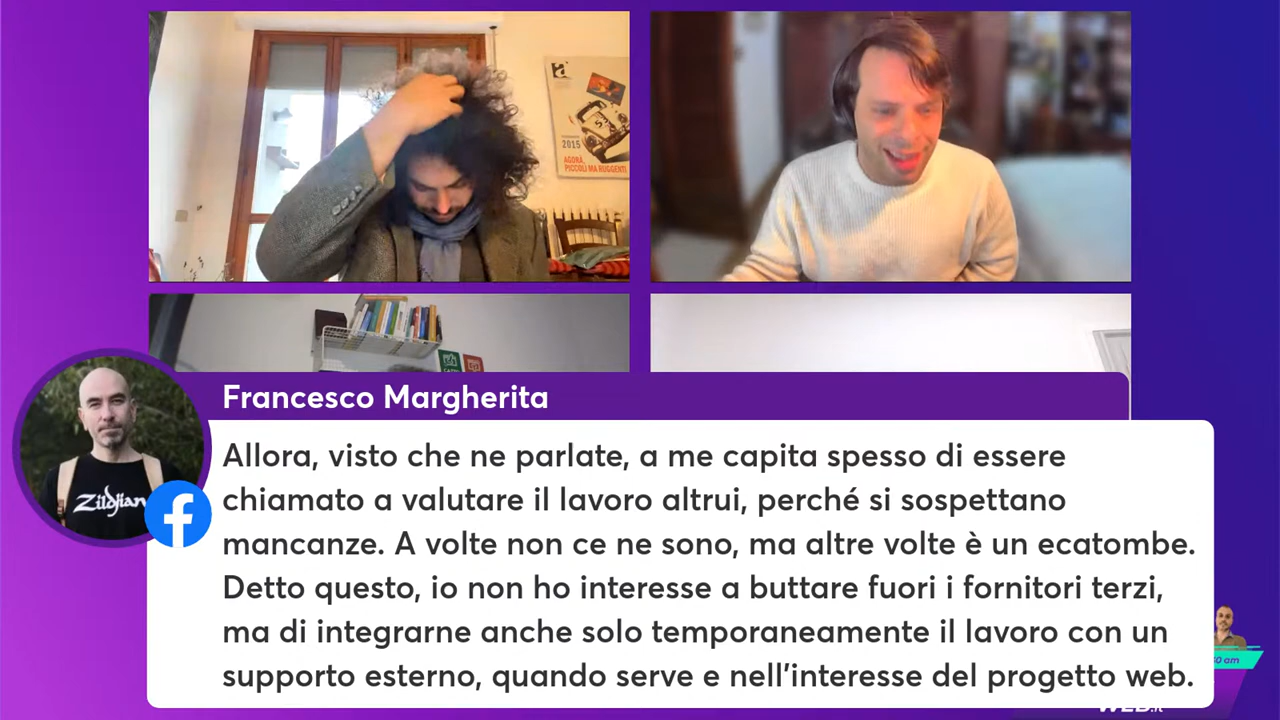 a
2015
AGORÀ,
PICCOLI MA RUGGENTI
Francesco Margherita
Zildjian
Allora, visto che ne parlate, a me capita spesso di essere
chiamato a valutare il lavoro altrui, perché si sospettano
mancanze. A volte non ce ne sono, ma altre volte è un ecatombe.
Detto questo, io non ho interesse a buttare fuori i fornitori terzi,
ma di integrarne anche solo temporaneamente il lavoro con un
supporto esterno, quando serve e nell'interesse del progetto web.
am
WEB.it